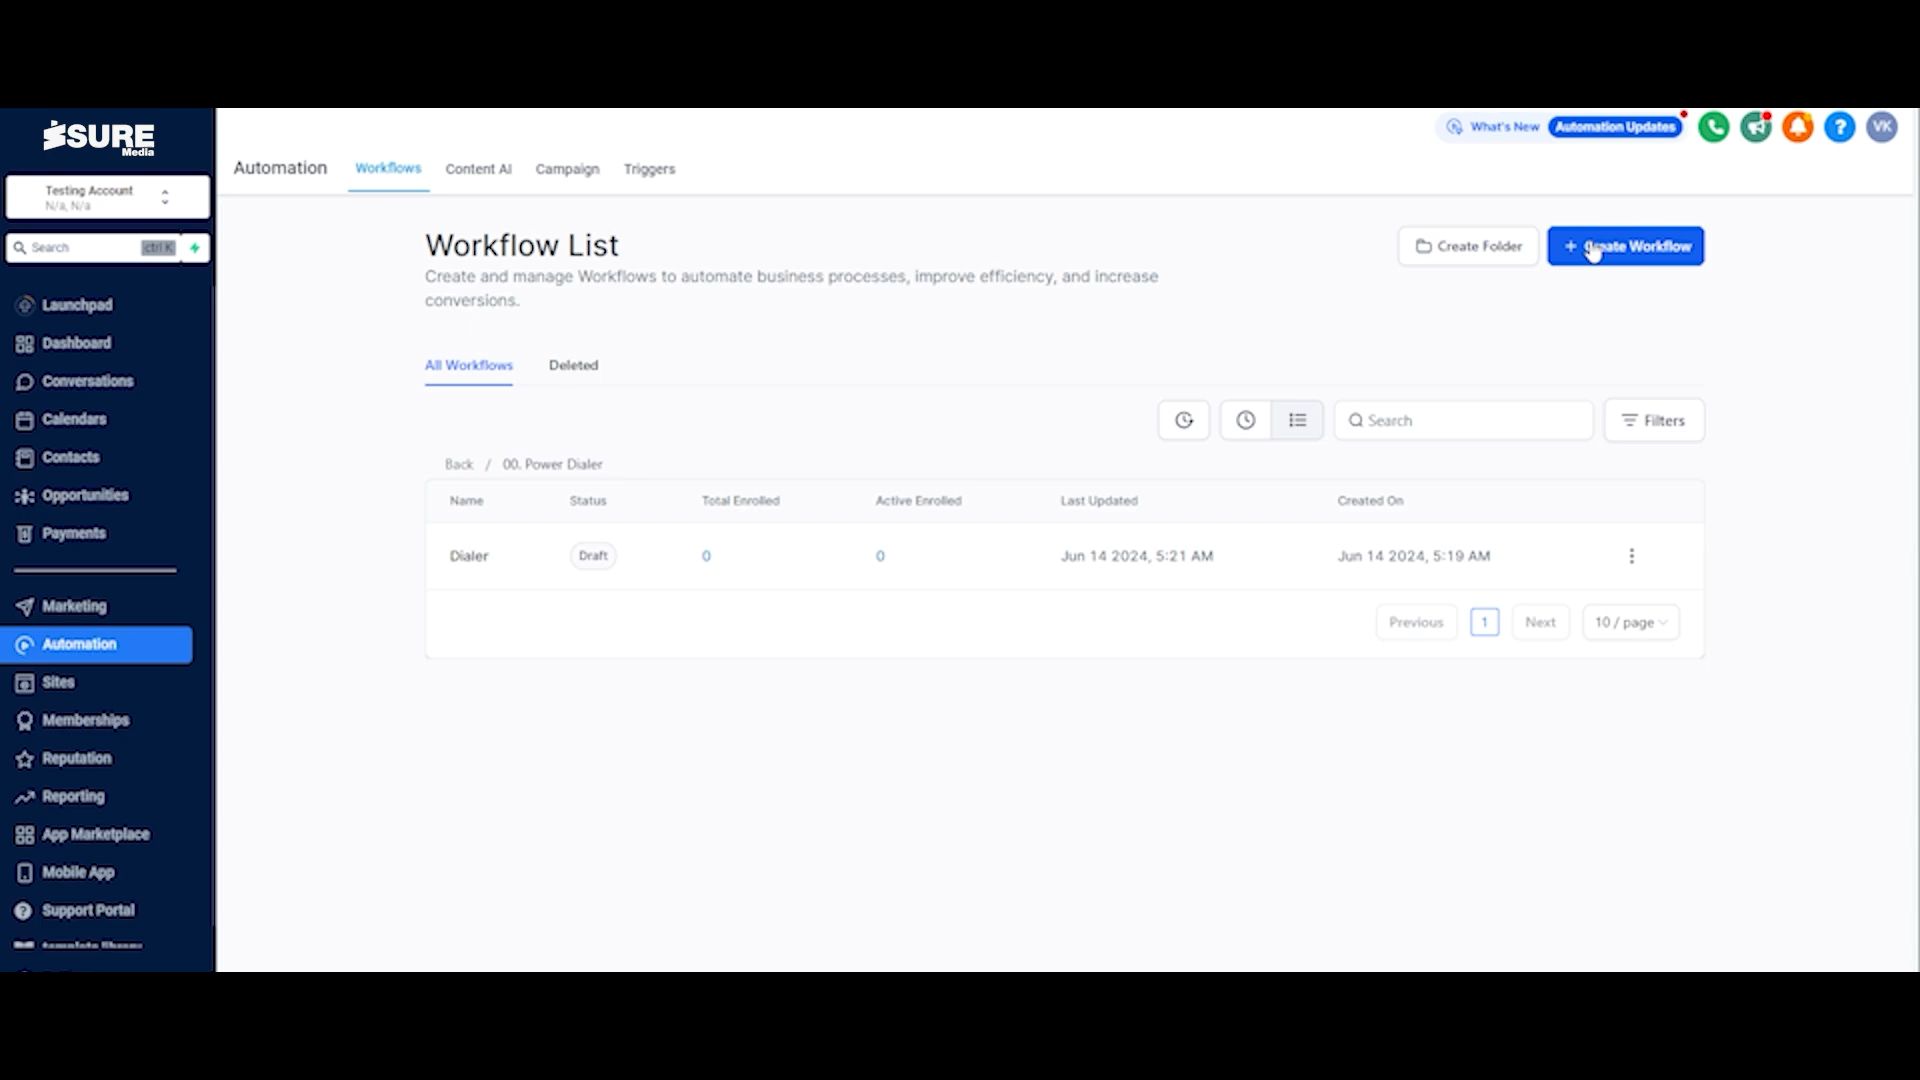 SURE
Media
Testing Account
N/a, N/a
Search ctrl K
Launchpad
Dashboard
Conversations
Calendars
Contacts
Opportunities
Payments
Marketing
Automation
Sites
Memberships
Reputation
Reporting
App Marketplace
Mobile App
Support Portal
What's New Automation Updates VK
Automation Workflows Content AI Campaign Triggers
Workflow List
Create Folder + Create Workflow
Create and manage Workflows to automate business processes, improve efficiency, and increase
conversions.
All Workflows Deleted
Search Filters
Back / 00. Power Dialer
Name Status Total Enrolled Active Enrolled Last Updated Created On
Dialer Draft 0 0 Jun 14 2024, 5:21 AM Jun 14 2024, 5:19 AM
Previous 1 Next 10 / page